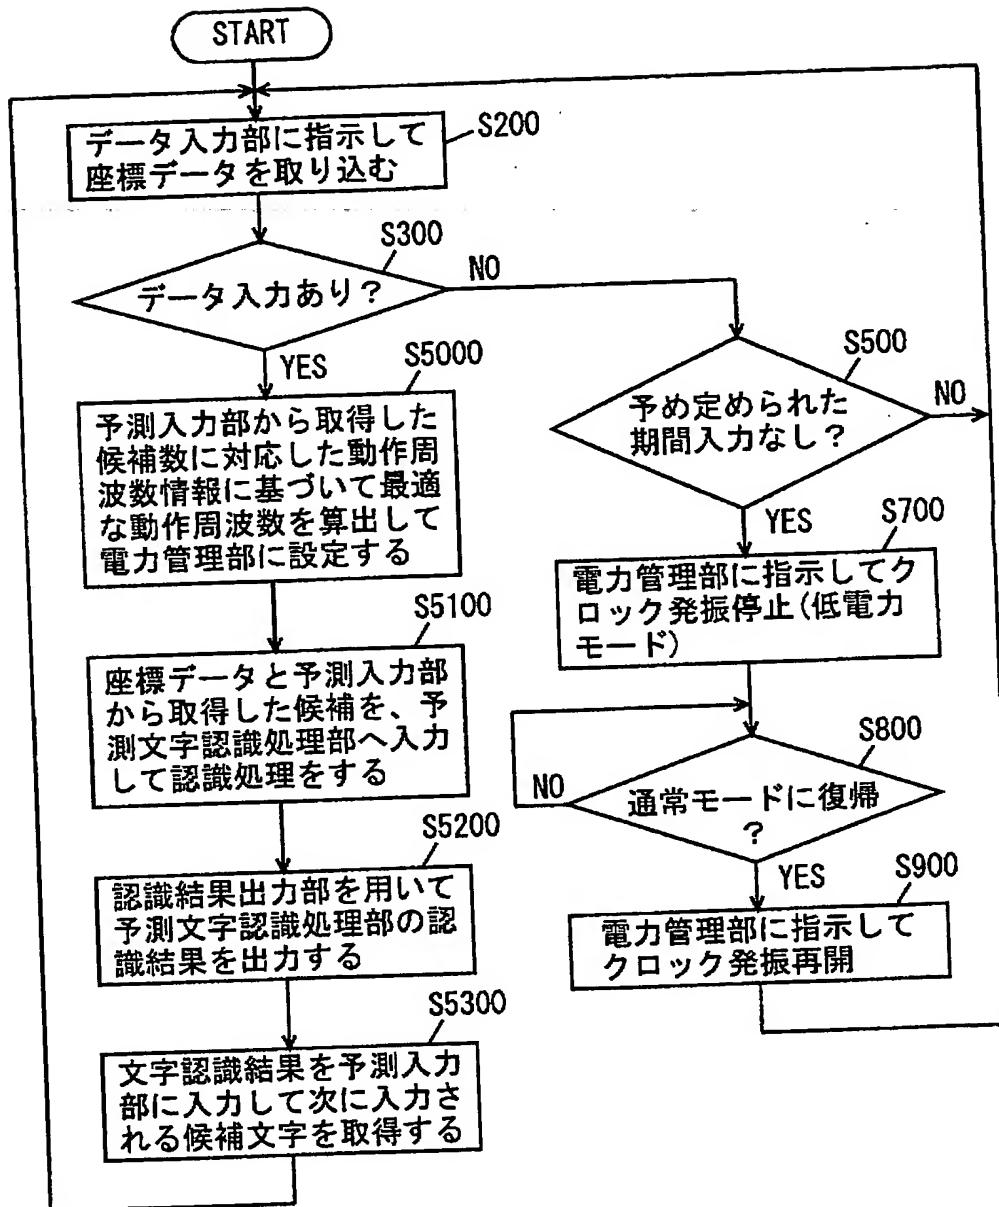 START
データ入力部に指示して
座標データを取り込む
S200
データ入力あり?
S300
NO
YES
S5000
予測入力部から取得した
候補数に対応した動作周
波数情報に基づいて最適
な動作周波数を算出して
電力管理部に設定する
S5100
座標データと予測入力部
から取得した候補を、予
測文字認識処理部へ入力
して認識処理をする
S5200
認識結果出力部を用いて
予測文字認識処理部の認
識結果を出力する
S5300
文字認識結果を予測入力
部に入力して次に入力さ
れる候補文字を取得する
S500
予め定められた
期間入力なし?
NO
YES
S700
電力管理部に指示してク
ロック発振停止(低電力
モード)
S800
通常モードに復帰
?
NO
YES
S900
電力管理部に指示して
クロック発振再開